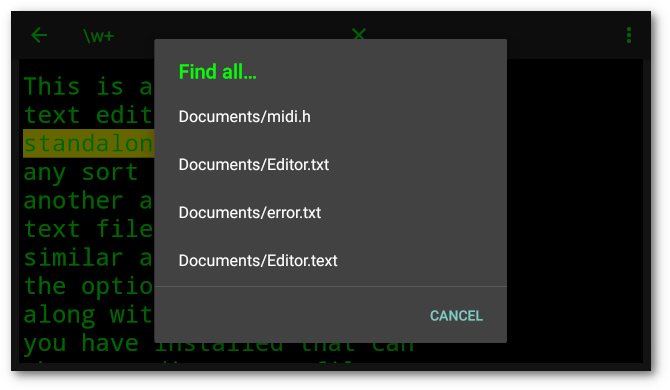 \w+
Find all...
Documents/midi.h
Documents/Editor.txt
Documents/error.txt
Documents/Editor.text
CANCEL
This is a
text edit
standalon
any sort
another a
text file
similar a
the optio
along wit
you have installed that can